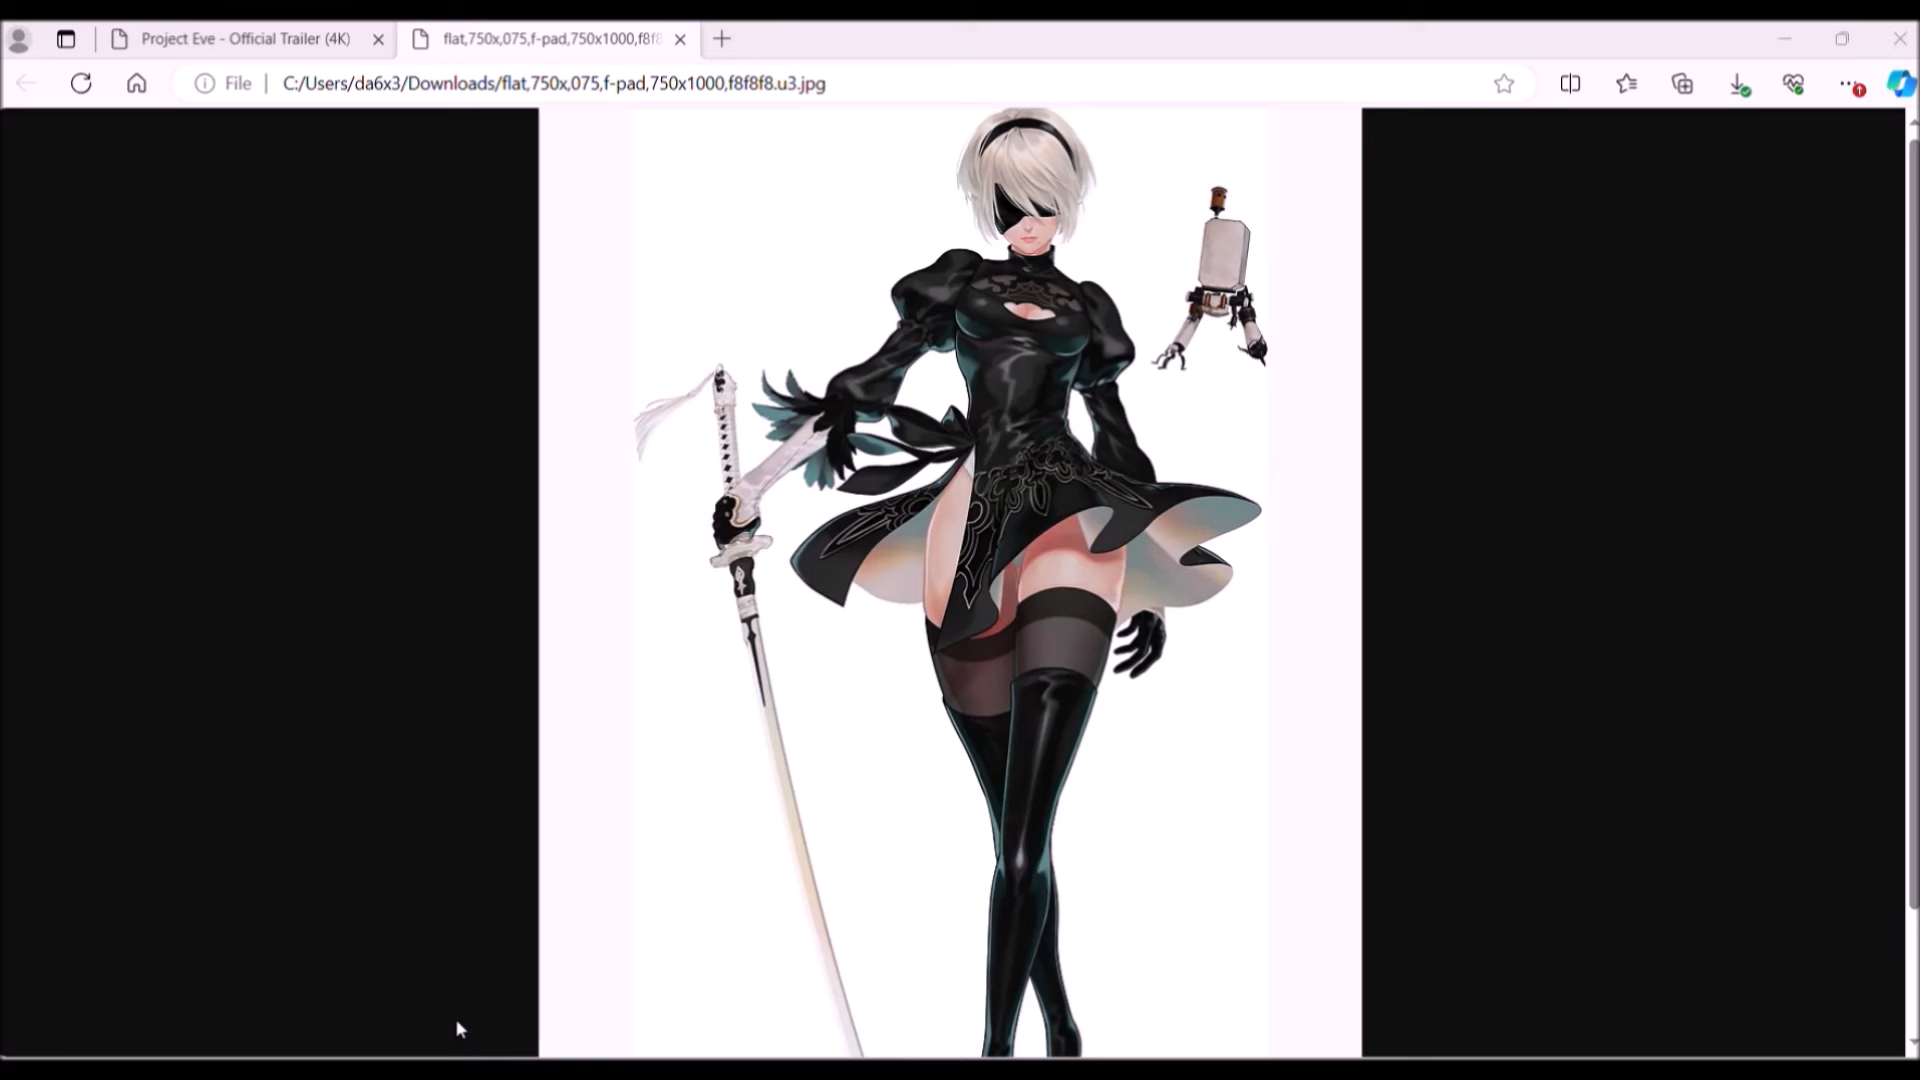 Project Eve - Official Trailer (4K)
flat,750x,075,f-pad,750x1000,f8f8
File
C:/Users/da6x3/Downloads/flat,750x,075,f-pad,750x1000,f8f8f8.u3.jpg